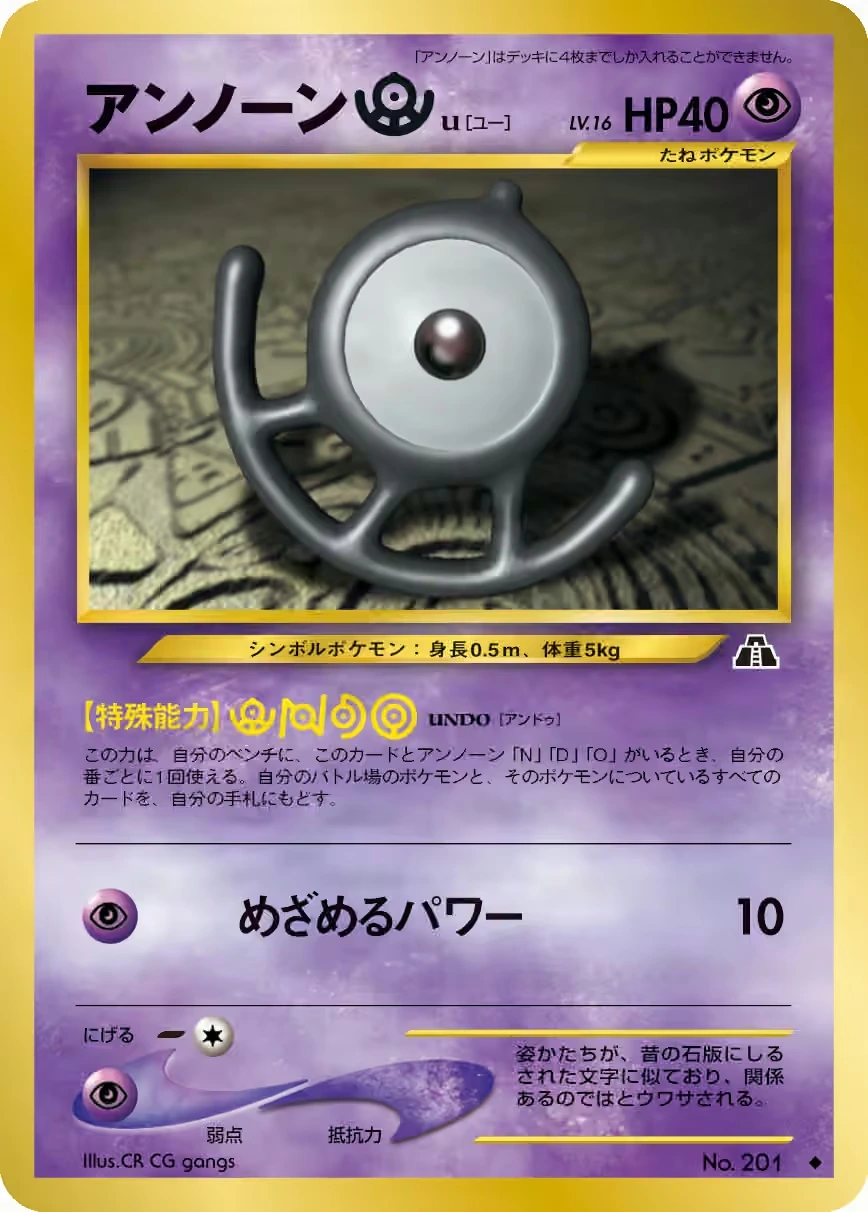 「アンノーン」はデッキに4枚までしか入れることができません。
アンノーン u [ユー] LV.16 HP40
たねポケモン
シンボルポケモン：身長0.5m、体重5kg
【特殊能力】UNDO UNDO [アンドゥ]
この力は、自分のベンチに、このカードとアンノーン「N」「D」「O」がいるとき、自分の
番ごとに1回使える。自分のバトル場のポケモンと、そのポケモンについているすべての
カードを、自分の手札にもどす。
めざめるパワー 10
にげる
姿かたちが、昔の石版にしる
された文字に似ており、関係
あるのではとウワサされる。
弱点 抵抗力
Illus.CR CG gangs No. 201